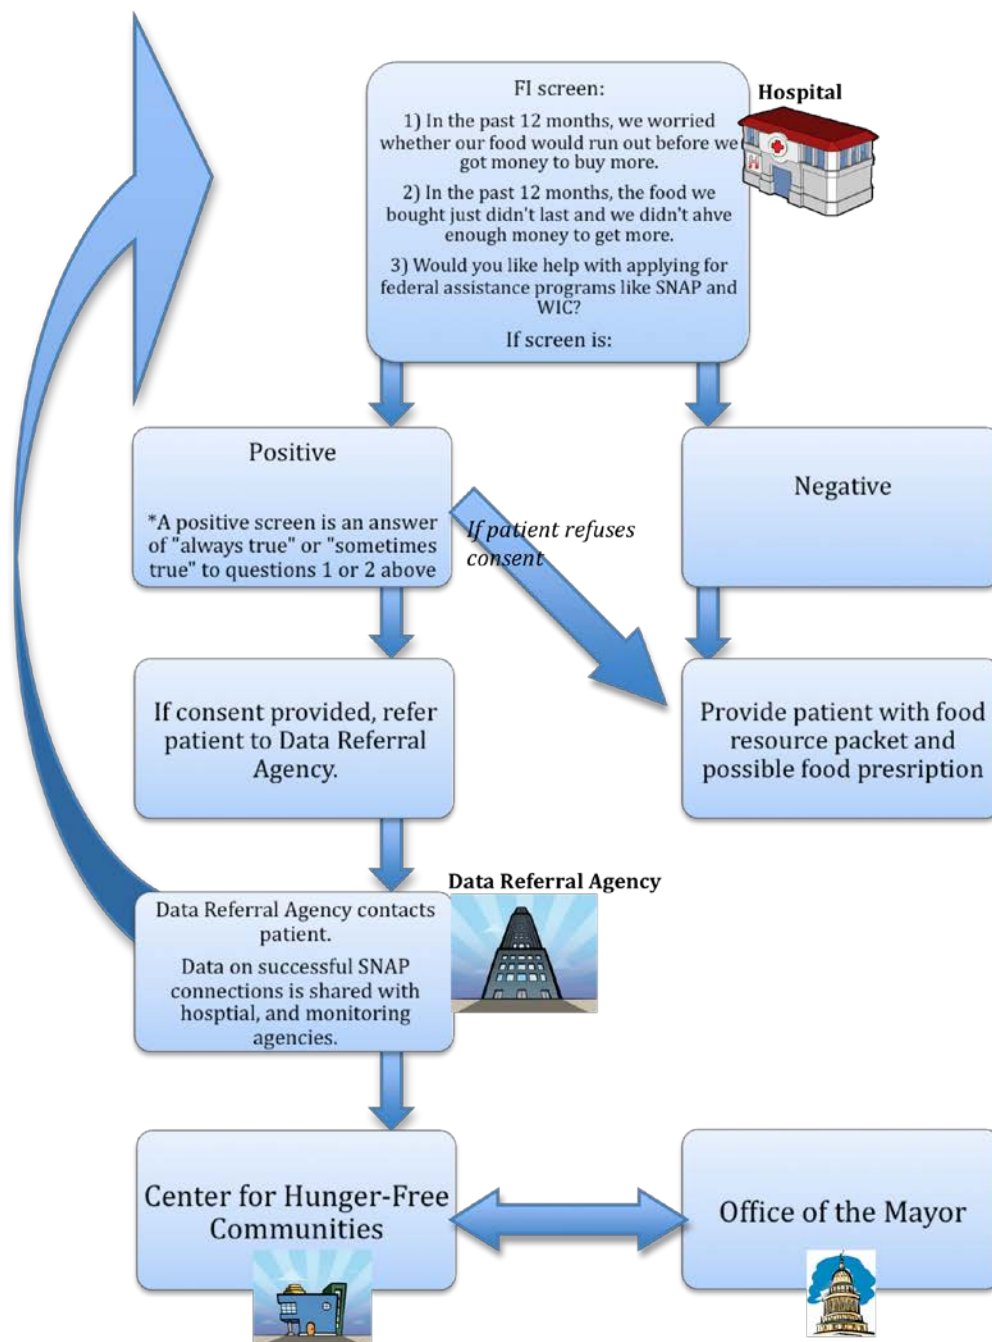 FI screen:
Hospital
1) In the past 12 months, we worried
whether our food would run out before we
got money to buy more.
2) In the past 12 months, the food we
bought just didn't last and we didn't ahve
enough money to get more.
3) Would you like help with applying for
federal assistance programs like SNAP and
WIC?
If screen is:
Positive
*A positive screen is an answer
of "always true" or "sometimes
true" to questions 1 or 2 above
Negative
If patient refuses
consent
If consent provided, refer
patient to Data Referral
Agency.
Provide patient with food
resource packet and
possible food presription
Data Referral Agency
Data Referral Agency contacts
patient.
Data on successful SNAP
connections is shared with
hosptial, and monitoring
agencies.
Center for Hunger-Free
Communities
Office of the Mayor
H